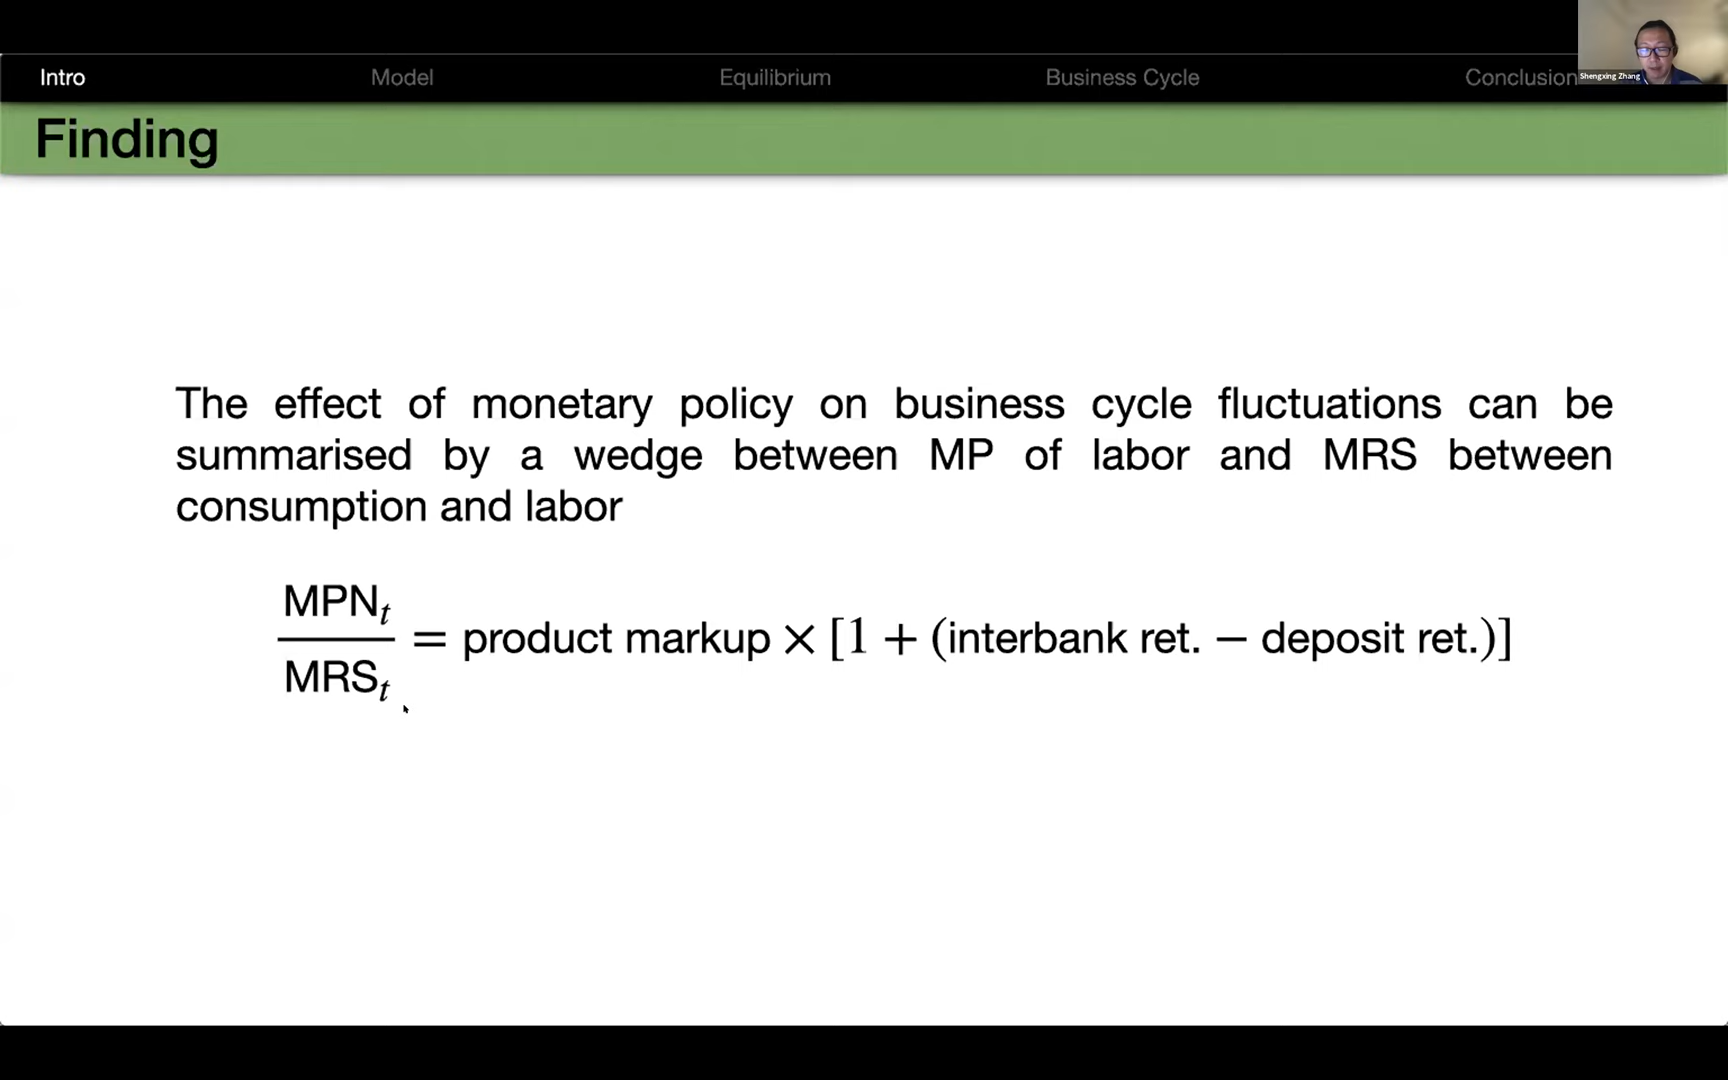 Intro Model Equilibrium Business Cycle Conclusion
Shengxing Zhang
Finding
The effect of monetary policy on business cycle fluctuations can be
summarised by a wedge between MP of labor and MRS between
consumption and labor
MPNₜ / MRSₜ = product markup × [1 + (interbank ret. − deposit ret.)]